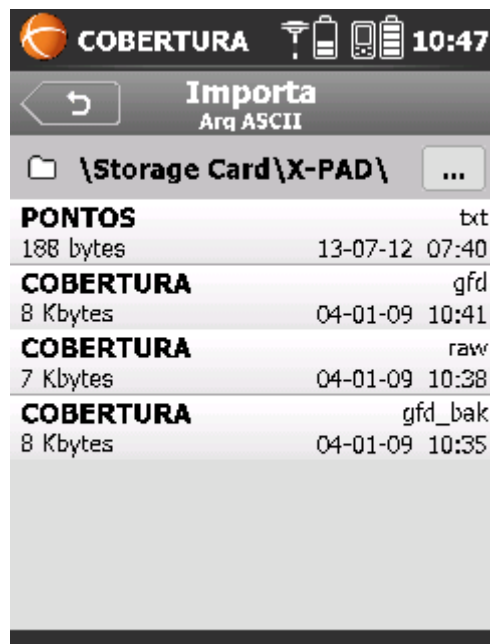 COBERTURA 10:47
Importa
Arq ASCII
\Storage Card\X-PAD\ ...
PONTOS txt
188 bytes 13-07-12 07:40
COBERTURA gfd
8 Kbytes 04-01-09 10:41
COBERTURA raw
7 Kbytes 04-01-09 10:38
COBERTURA gfd_bak
8 Kbytes 04-01-09 10:35